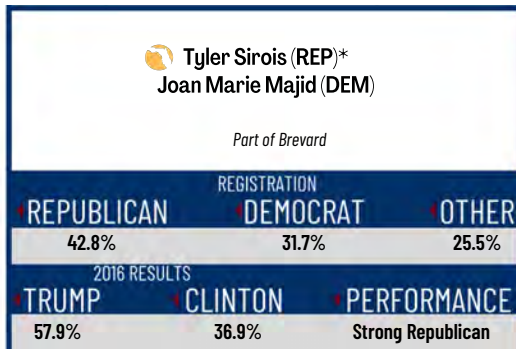 Tyler Sirois (REP)*
Joan Marie Majid (DEM)
Part of Brevard
REGISTRATION
REPUBLICAN DEMOCRAT OTHER
42.8% 31.7% 25.5%
2016 RESULTS
TRUMP CLINTON PERFORMANCE
57.9% 36.9% Strong Republican